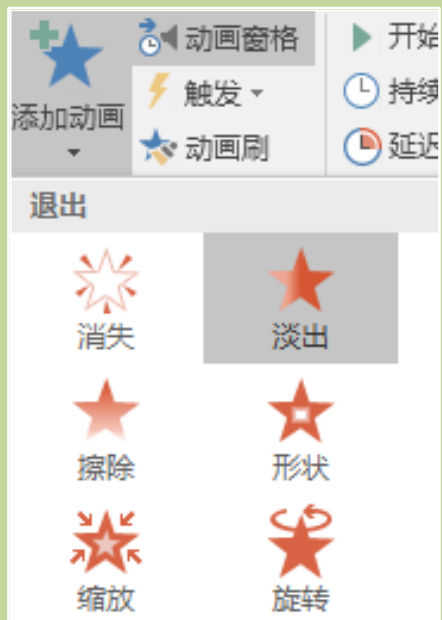 动画窗格
开始
触发
持续
添加动画
动画刷
延迟
退出
消失 淡出
擦除 形状
缩放 旋转